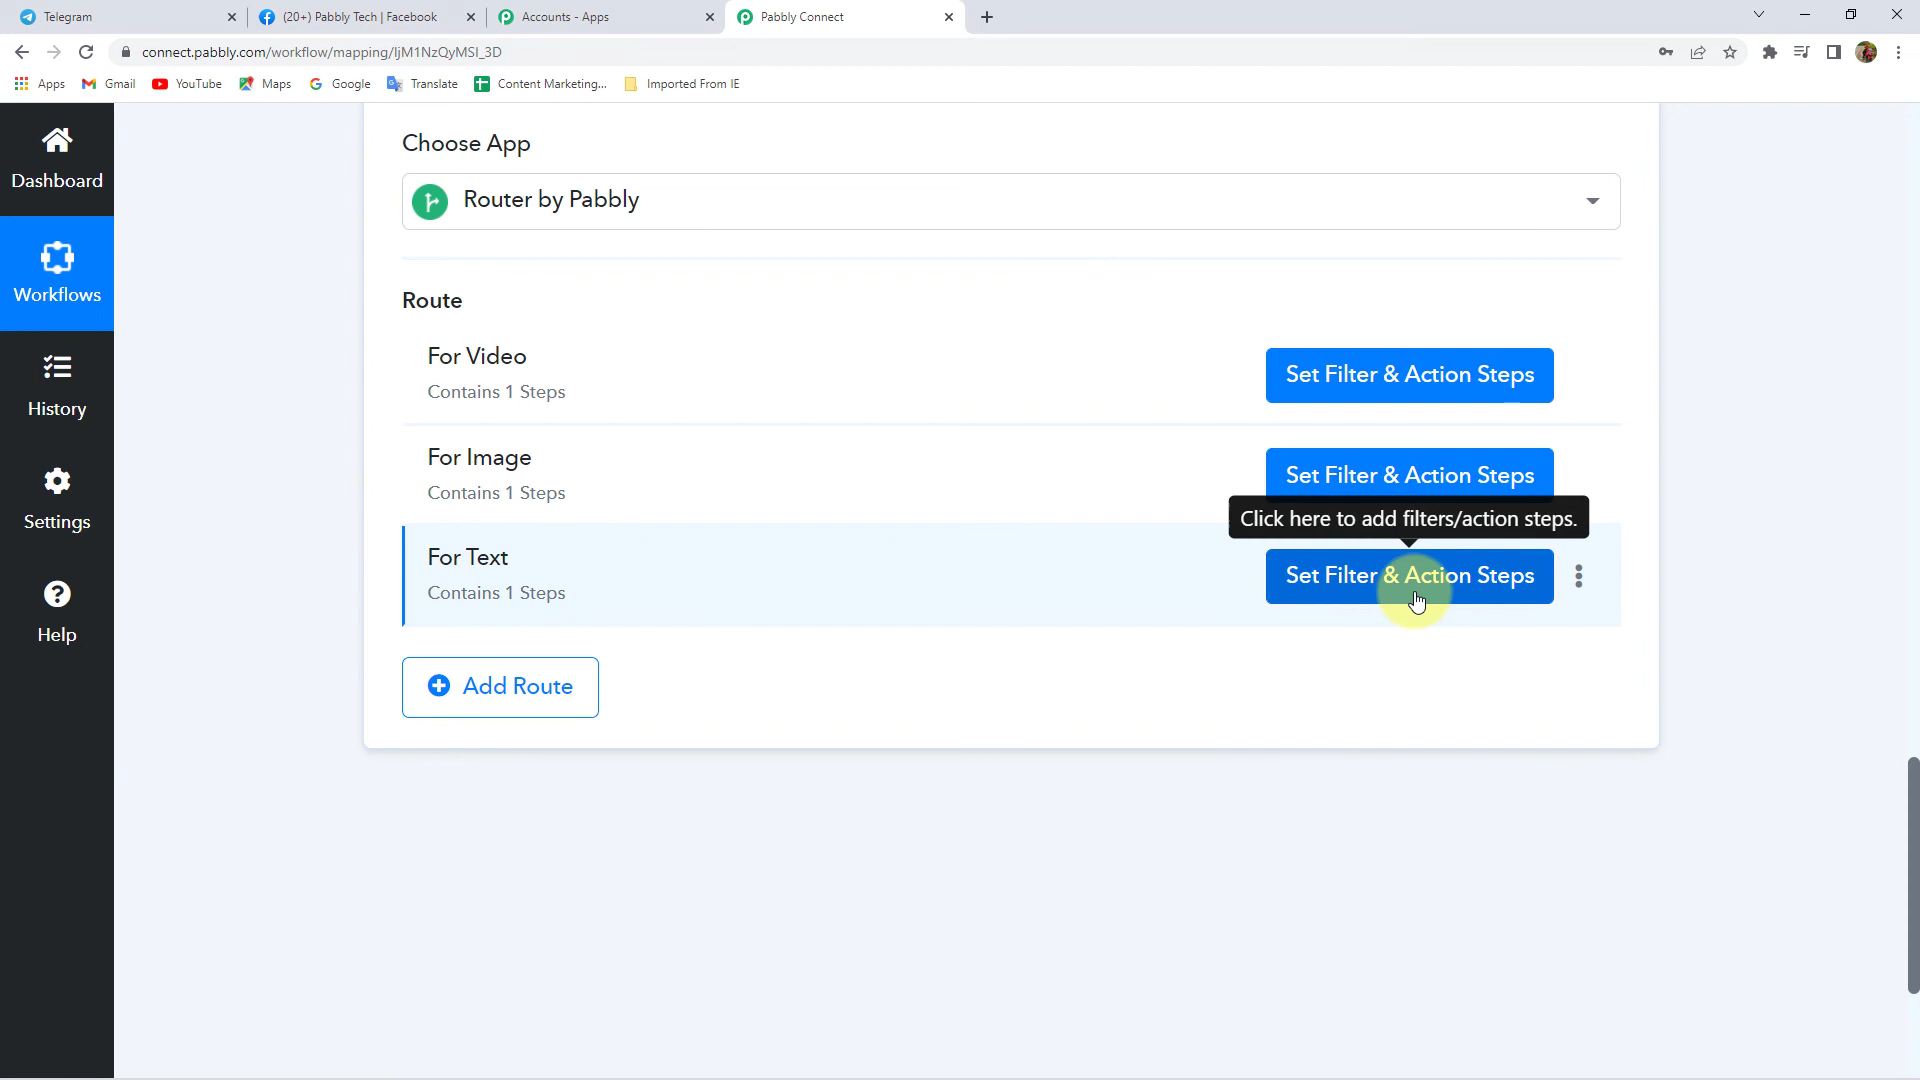 Telegram
(20+) Pabbly Tech | Facebook
Accounts - Apps
Pabbly Connect
connect.pabbly.com/workflow/mapping/IjM1NzQyMSI_3D
Apps
Gmail
YouTube
Maps
Google
Translate
Content Marketing...
Imported From IE
Dashboard
Workflows
History
Settings
Help
Choose App
Router by Pabbly
Route
For Video
Contains 1 Steps
Set Filter & Action Steps
For Image
Contains 1 Steps
Set Filter & Action Steps
Click here to add filters/action steps.
For Text
Contains 1 Steps
Set Filter & Action Steps
Add Route